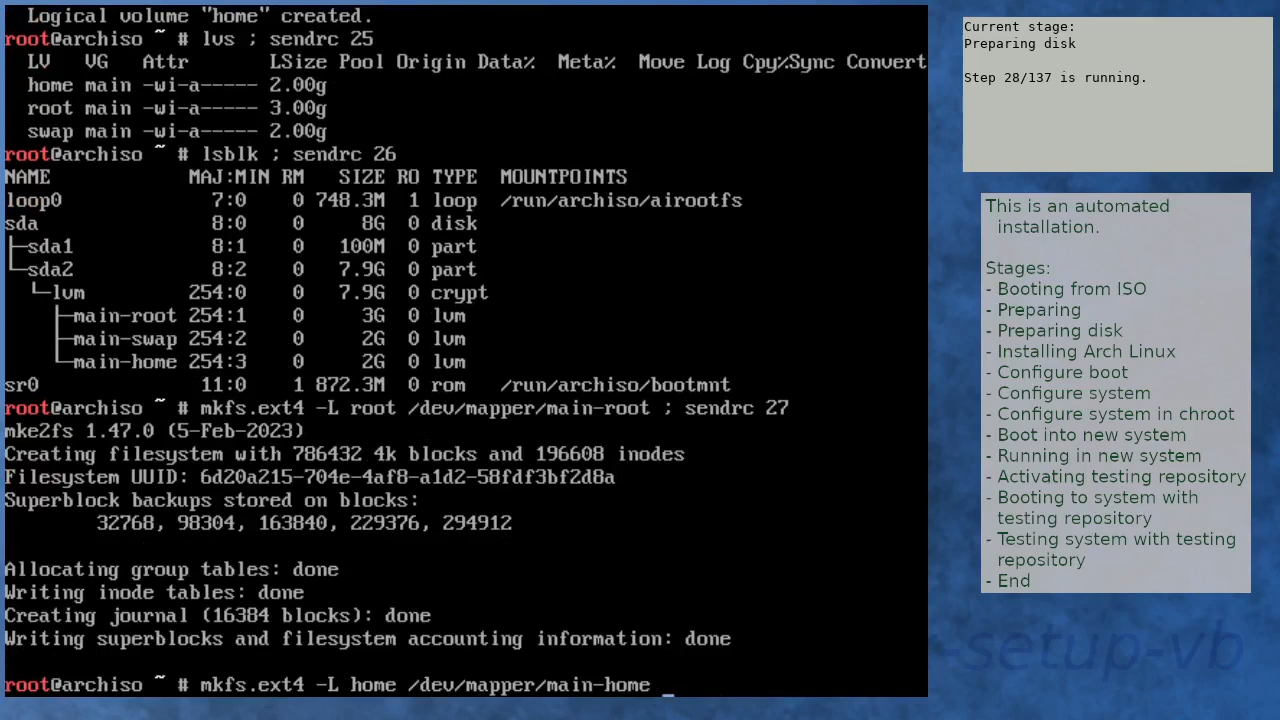 Logical volume "home" created.
root@archiso ~ # lvs ; sendrc 25
  LV   VG   Attr       LSize Pool Origin Data%  Meta%  Move Log Cpy%Sync Convert
  home main -wi-a----- 2.00g
  root main -wi-a----- 3.00g
  swap main -wi-a----- 2.00g
root@archiso ~ # lsblk ; sendrc 26
NAME            MAJ:MIN RM   SIZE RO TYPE  MOUNTPOINTS
loop0             7:0    0 748.3M  1 loop  /run/archiso/airootfs
sda               8:0    0     8G  0 disk
├─sda1            8:1    0   100M  0 part
└─sda2            8:2    0   7.9G  0 part
  └─lvm         254:0    0   7.9G  0 crypt
    ├─main-root 254:1    0     3G  0 lvm
    ├─main-swap 254:2    0     2G  0 lvm
    └─main-home 254:3    0     2G  0 lvm
sr0              11:0    1 872.3M  0 rom   /run/archiso/bootmnt
root@archiso ~ # mkfs.ext4 -L root /dev/mapper/main-root ; sendrc 27
mke2fs 1.47.0 (5-Feb-2023)
Creating filesystem with 786432 4k blocks and 196608 inodes
Filesystem UUID: 6d20a215-704e-4af8-a1d2-58fdf3bf2d8a
Superblock backups stored on blocks:
        32768, 98304, 163840, 229376, 294912
Allocating group tables: done
Writing inode tables: done
Creating journal (16384 blocks): done
Writing superblocks and filesystem accounting information: done
root@archiso ~ # mkfs.ext4 -L home /dev/mapper/main-home _
Current stage:
Preparing disk
Step 28/137 is running.
This is an automated
installation.
Stages:
- Booting from ISO
- Preparing
- Preparing disk
- Installing Arch Linux
- Configure boot
- Configure system
- Configure system in chroot
- Boot into new system
- Running in new system
- Activating testing repository
- Booting to system with
testing repository
- Testing system with testing
repository
- End
-setup-vb